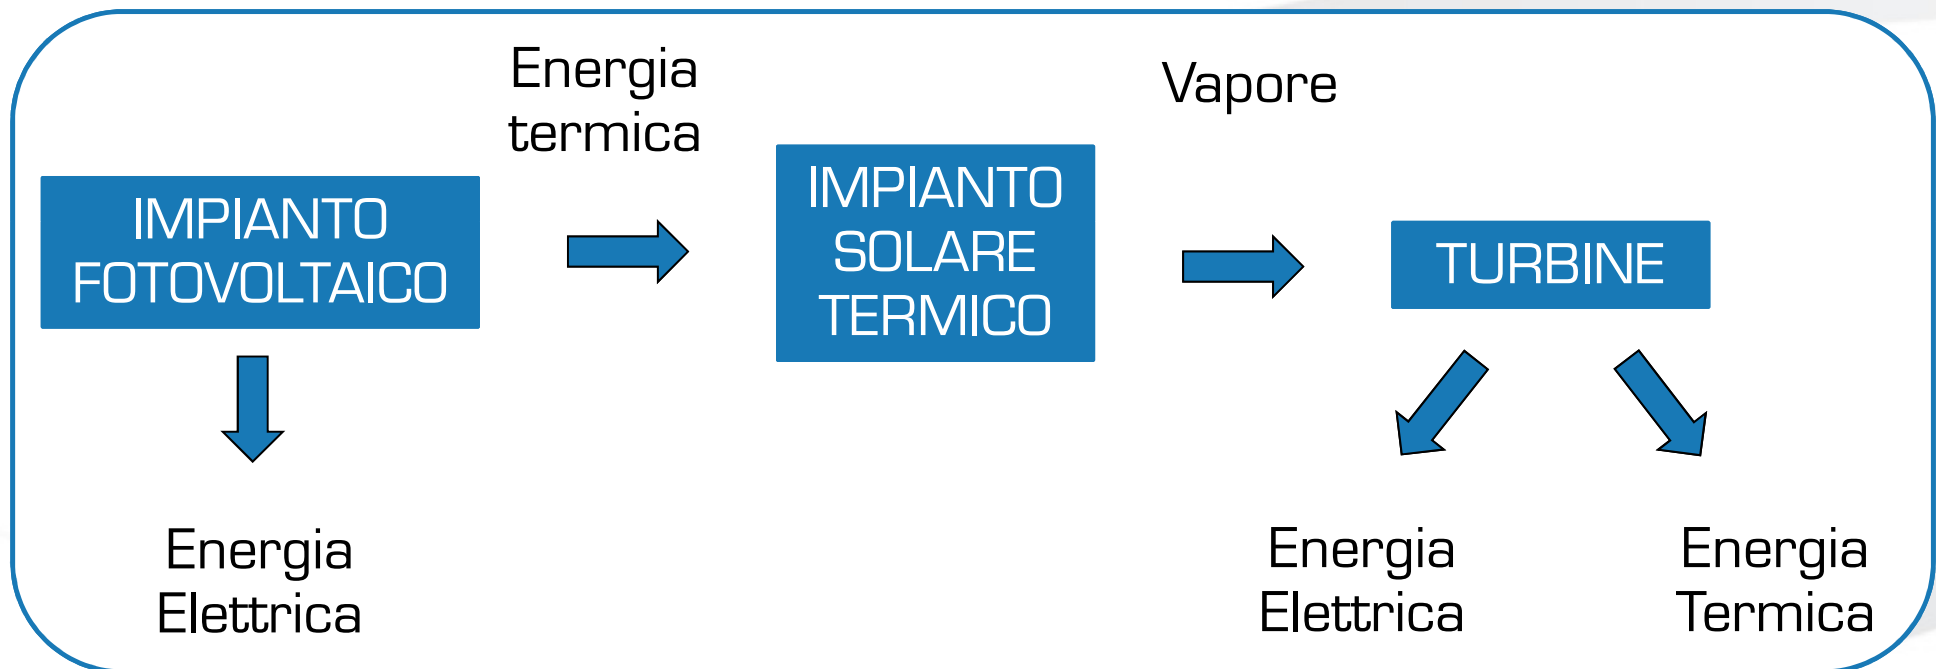 Energia
termica
Vapore
IMPIANTO
FOTOVOLTAICO
IMPIANTO
SOLARE
TERMICO
TURBINE
Energia
Elettrica
Energia
Elettrica
Energia
Termica